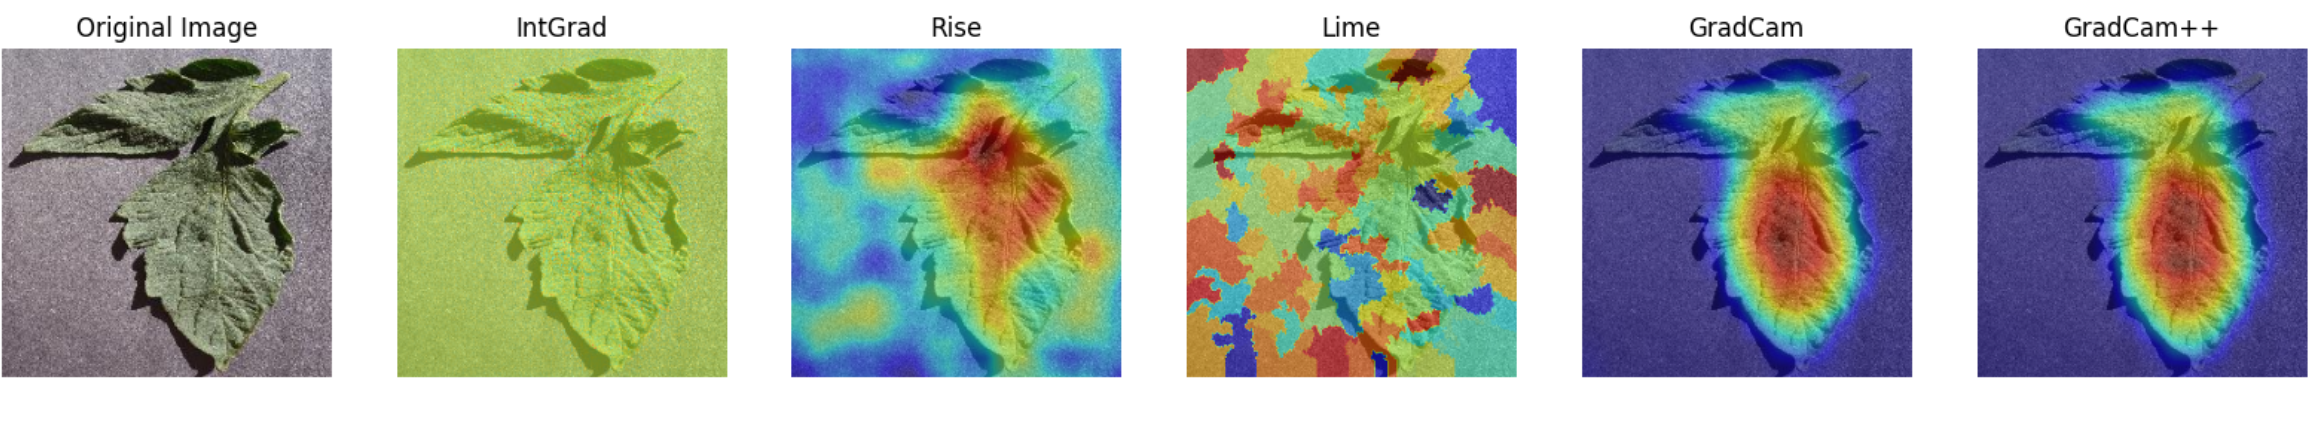 Original Image
IntGrad
Rise
Lime
GradCam
GradCam++